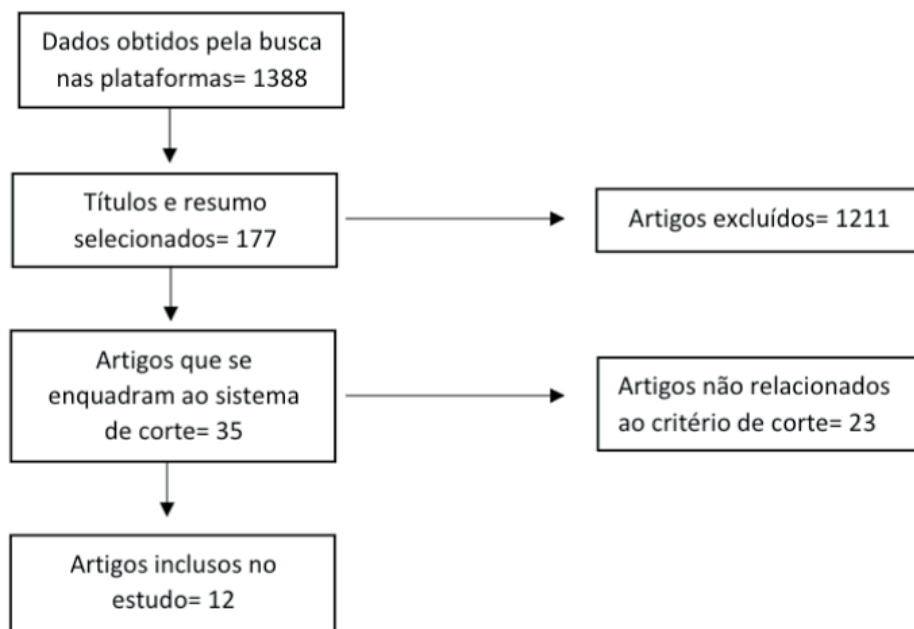 Dados obtidos pela busca
nas plataformas= 1388
Títulos e resumo
selecionados= 177
Artigos excluídos= 1211
Artigos que se
enquadram ao sistema
de corte= 35
Artigos não relacionados
ao critério de corte= 23
Artigos inclusos no
estudo= 12